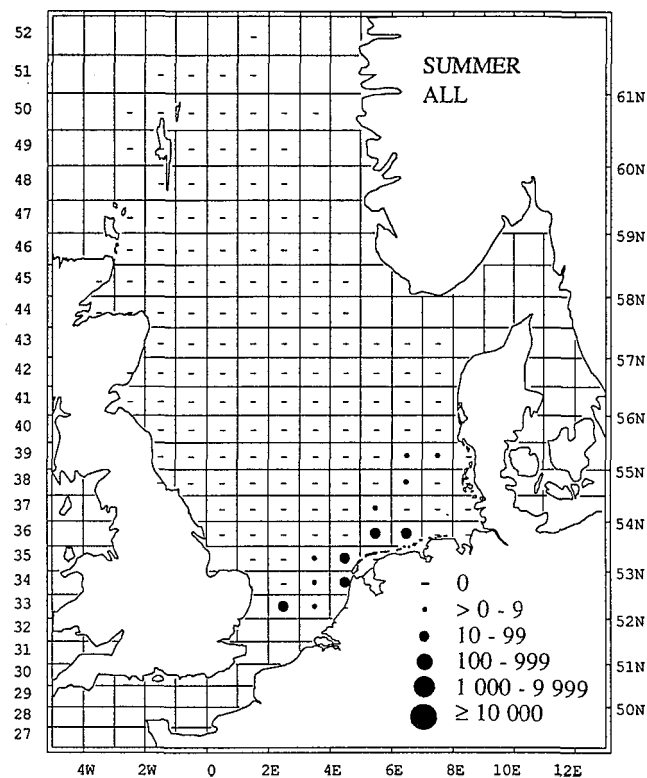 SUMMER
ALL
52
51
50
49
48
47
46
45
44
43
42
41
40
39
38
37
36
35
34
33
32
31
30
29
28
27
61N
60N
59N
58N
57N
56N
55N
54N
53N
52N
51N
50N
- 0
> 0 - 9
10 - 99
100 - 999
1 000 - 9 999
≥ 10 000
4W 2W 0 2E 4E 6E 8E 10E 12E